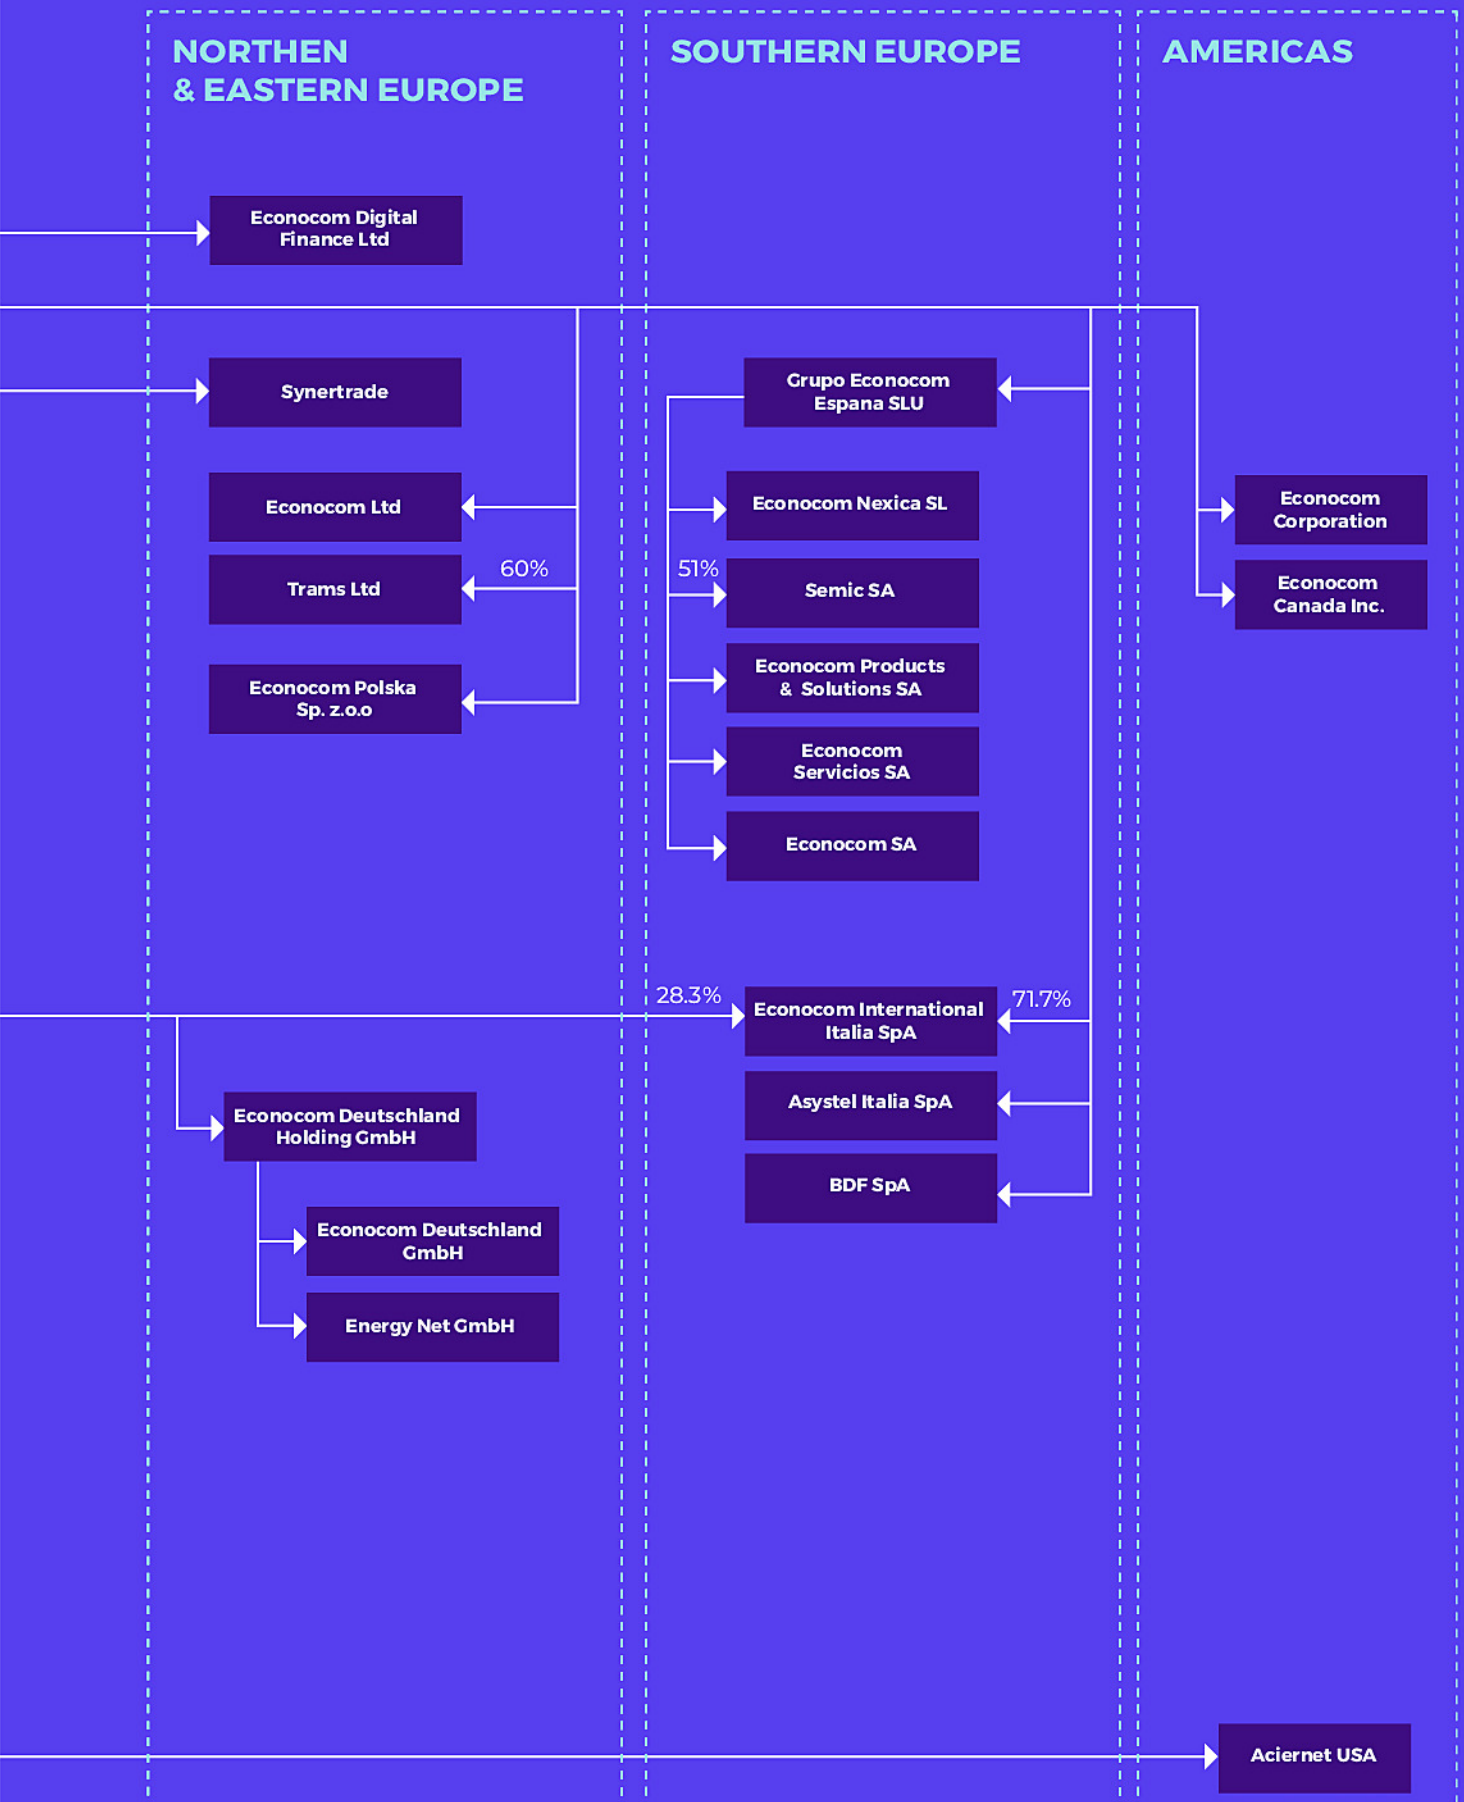 NORTHEN
& EASTERN EUROPE
Econocom Digital
Finance Ltd
Synertrade
Econocom Ltd
60%
Trams Ltd
Econocom Polska
Sp. z.o.o
Econocom Deutschland
Holding GmbH
Econocom Deutschland
GmbH
Energy Net GmbH
SOUTHERN EUROPE
Grupo Econocom
Espana SLU
Econocom Nexica SL
51%
Semic SA
Econocom Products
& Solutions SA
Econocom
Servicios SA
Econocom SA
28.3%
Econocom International
Italia SpA
71.7%
Asystel Italia SpA
BDF SpA
AMERICAS
Econocom
Corporation
Econocom
Canada Inc.
Aciernet USA